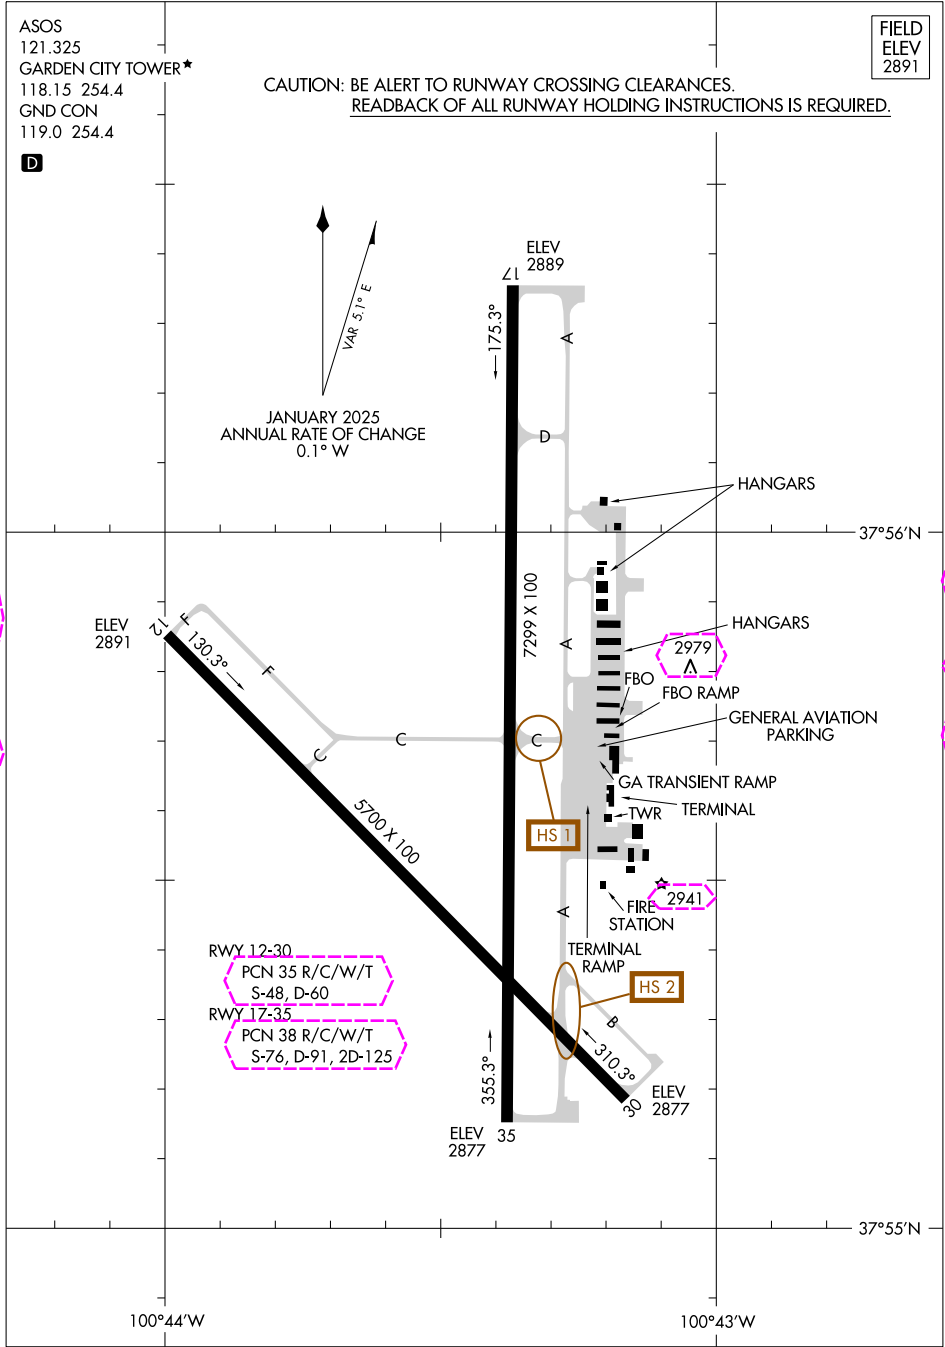 ASOS
121.325
GARDEN CITY TOWER★
118.15 254.4
GND CON
119.0 254.4
D
FIELD
ELEV
2891
CAUTION: BE ALERT TO RUNWAY CROSSING CLEARANCES.
READBACK OF ALL RUNWAY HOLDING INSTRUCTIONS IS REQUIRED.
VAR 5.1° E
JANUARY 2025
ANNUAL RATE OF CHANGE
0.1° W
ELEV
2889
17
175.3°
A
D
HANGARS
37°56'N
7299 X 100
ELEV
2891
12
F
130.3°
F
A
HANGARS
2979
FBO
FBO RAMP
GENERAL AVIATION
PARKING
C
C
C
GA TRANSIENT RAMP
TERMINAL
TWR
HS 1
5700 X 100
2941
FIRE
STATION
A
TERMINAL
RAMP
RWY 12-30
PCN 35 R/C/W/T
S-48, D-60
RWY 17-35
PCN 38 R/C/W/T
S-76, D-91, 2D-125
HS 2
B
310.3°
355.3°
30
ELEV
2877
ELEV
2877
35
37°55'N
100°44'W
100°43'W